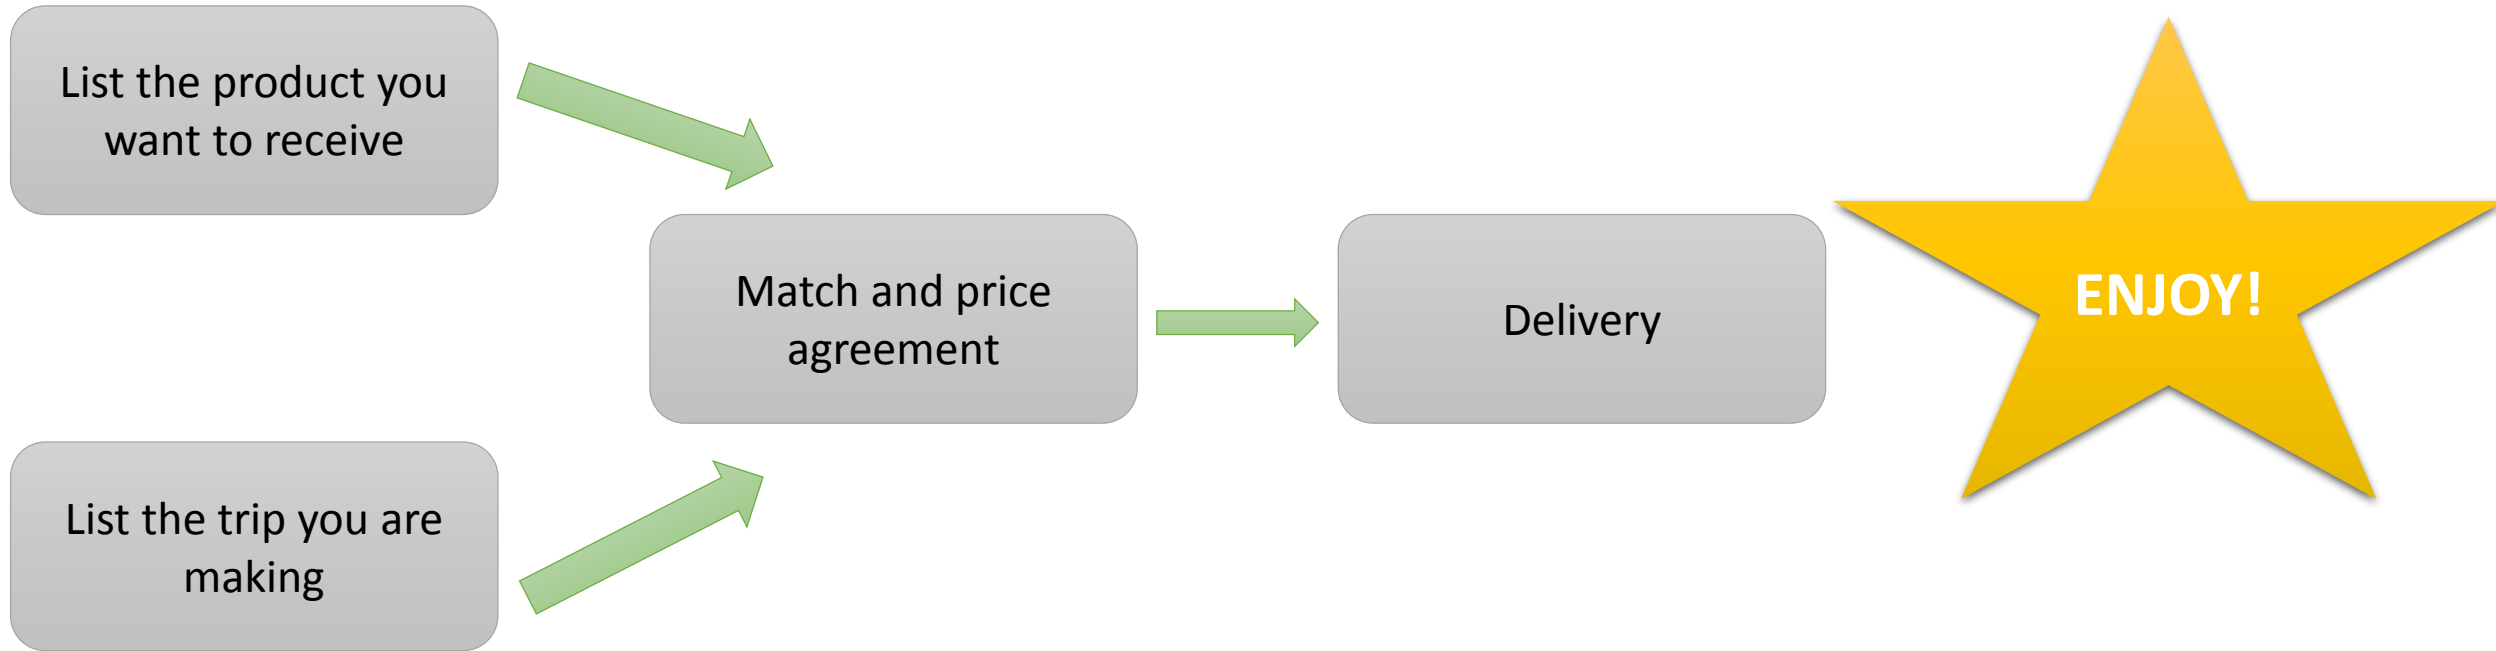 List the product you
want to receive
List the trip you are
making
Match and price
agreement
Delivery
ENJOY!